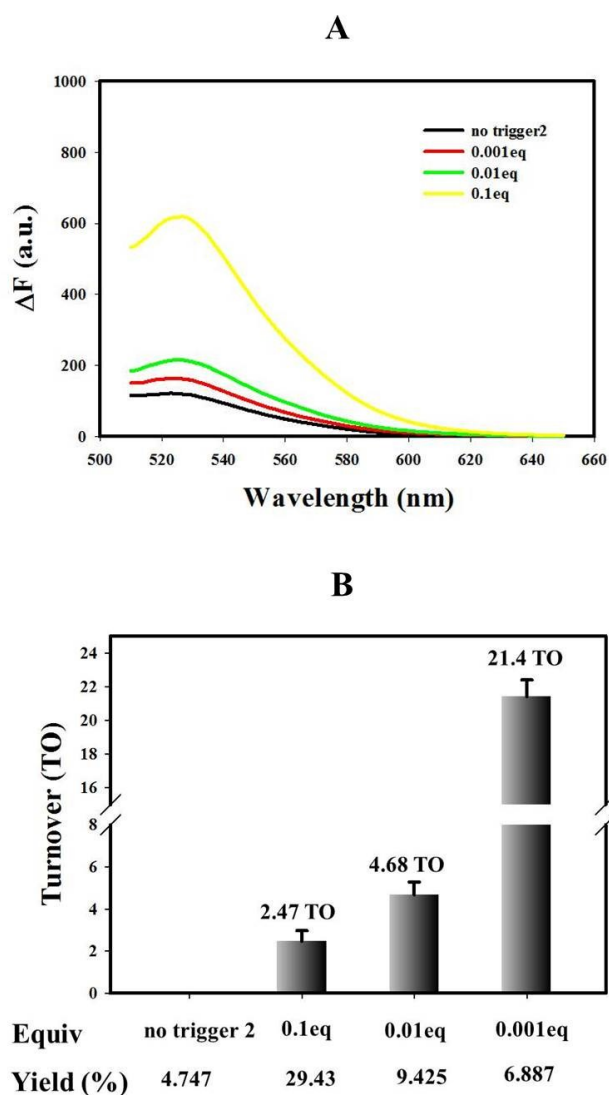 A
1000
800
600
400
200
0
ΔF (a.u.)
no trigger2
0.001eq
0.01eq
0.1eq
500 520 540 560 580 600 620 640 660
Wavelength (nm)
B
24
22
20
18
16
8
6
4
2
0
Turnover (TO)
2.47 TO
4.68 TO
21.4 TO
Equiv no trigger 2 0.1eq 0.01eq 0.001eq
Yield (%) 4.747 29.43 9.425 6.887